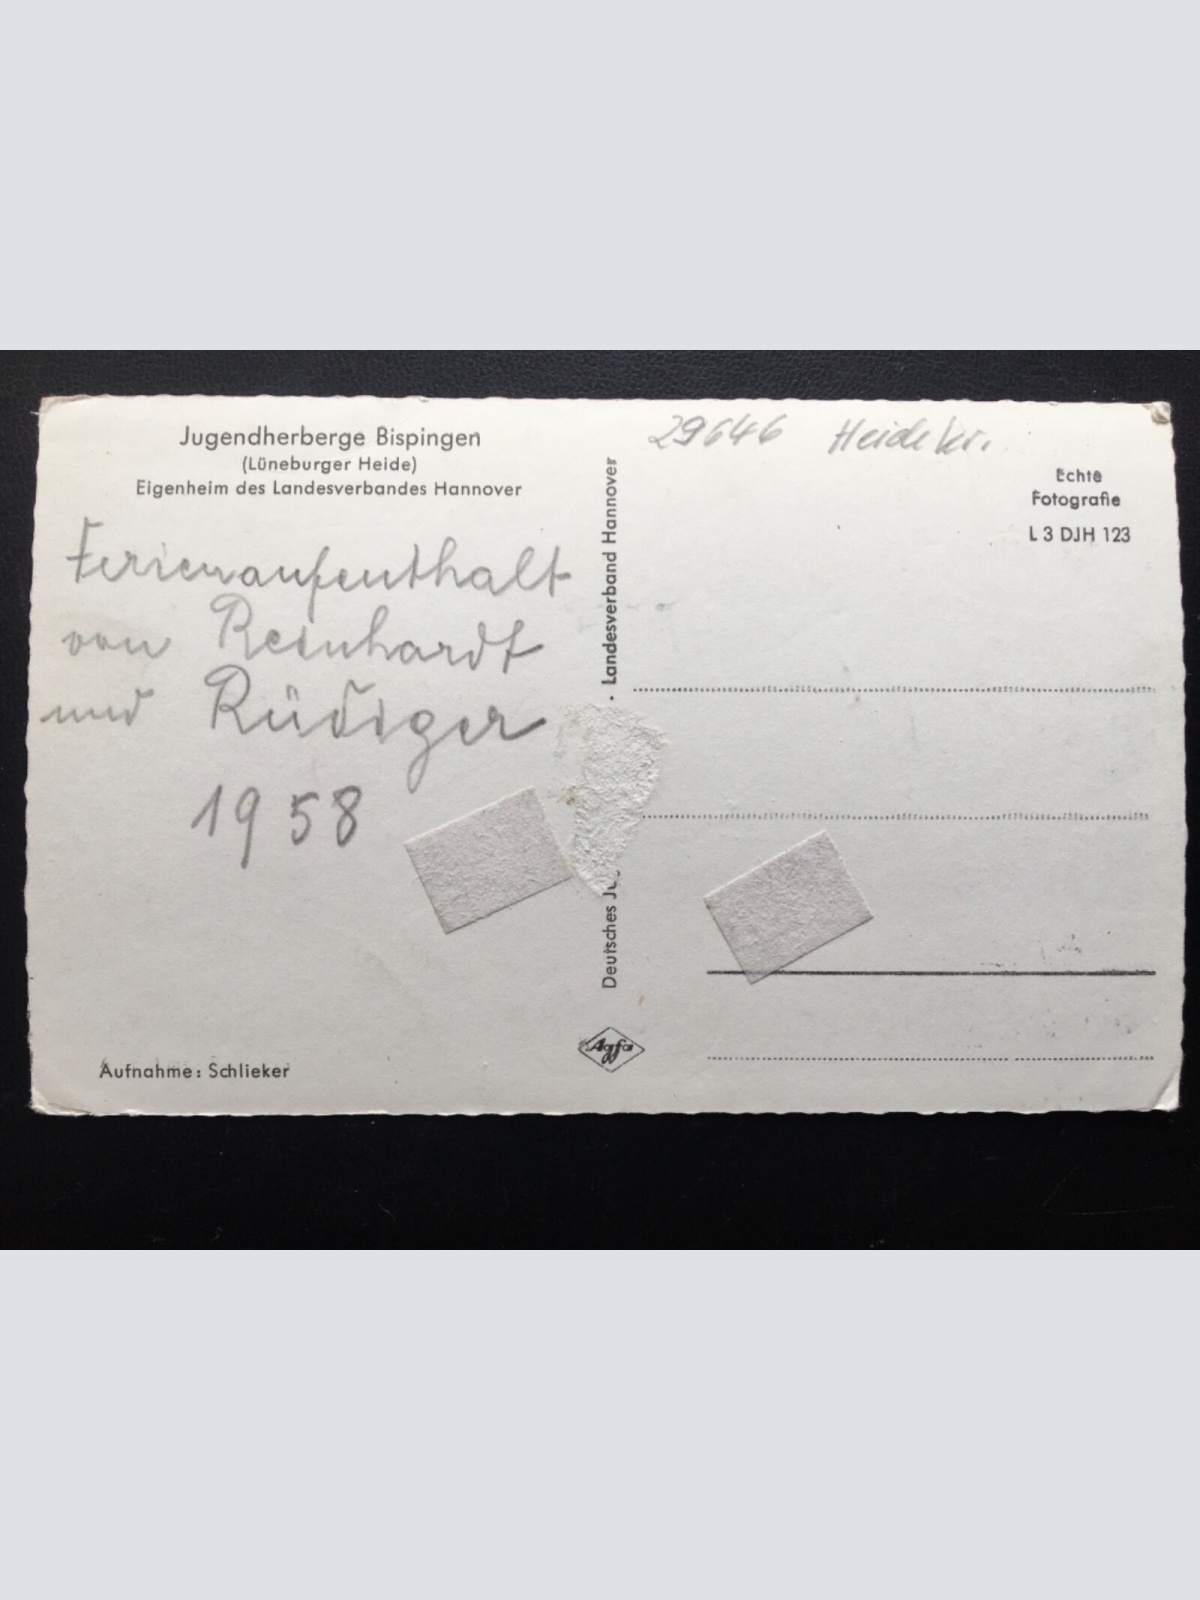 Jugendherberge Bispingen
(Lüneburger Heide)
Eigenheim des Landesverbandes Hannover
Ferienaufenthalt
von Reinhardt
und Rüdiger
1958
Aufnahme: Schlieker
Deutsches
· Landesverband Hannover
Agfa
29646 Heidekr.
Echte
Fotografie
L 3 DJH 123